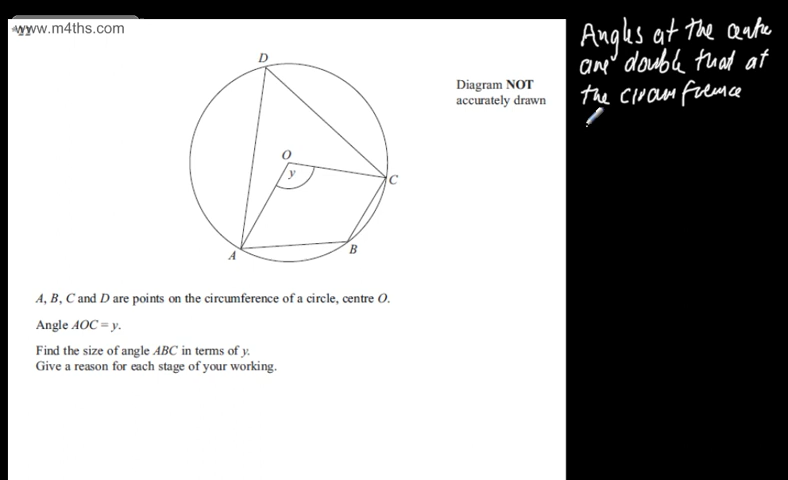 www.m4ths.com
Angles at the centre
are double that at
the circumference
Diagram NOT
accurately drawn
D
O
y
C
A
B
A, B, C and D are points on the circumference of a circle, centre O.
Angle AOC = y.
Find the size of angle ABC in terms of y.
Give a reason for each stage of your working.